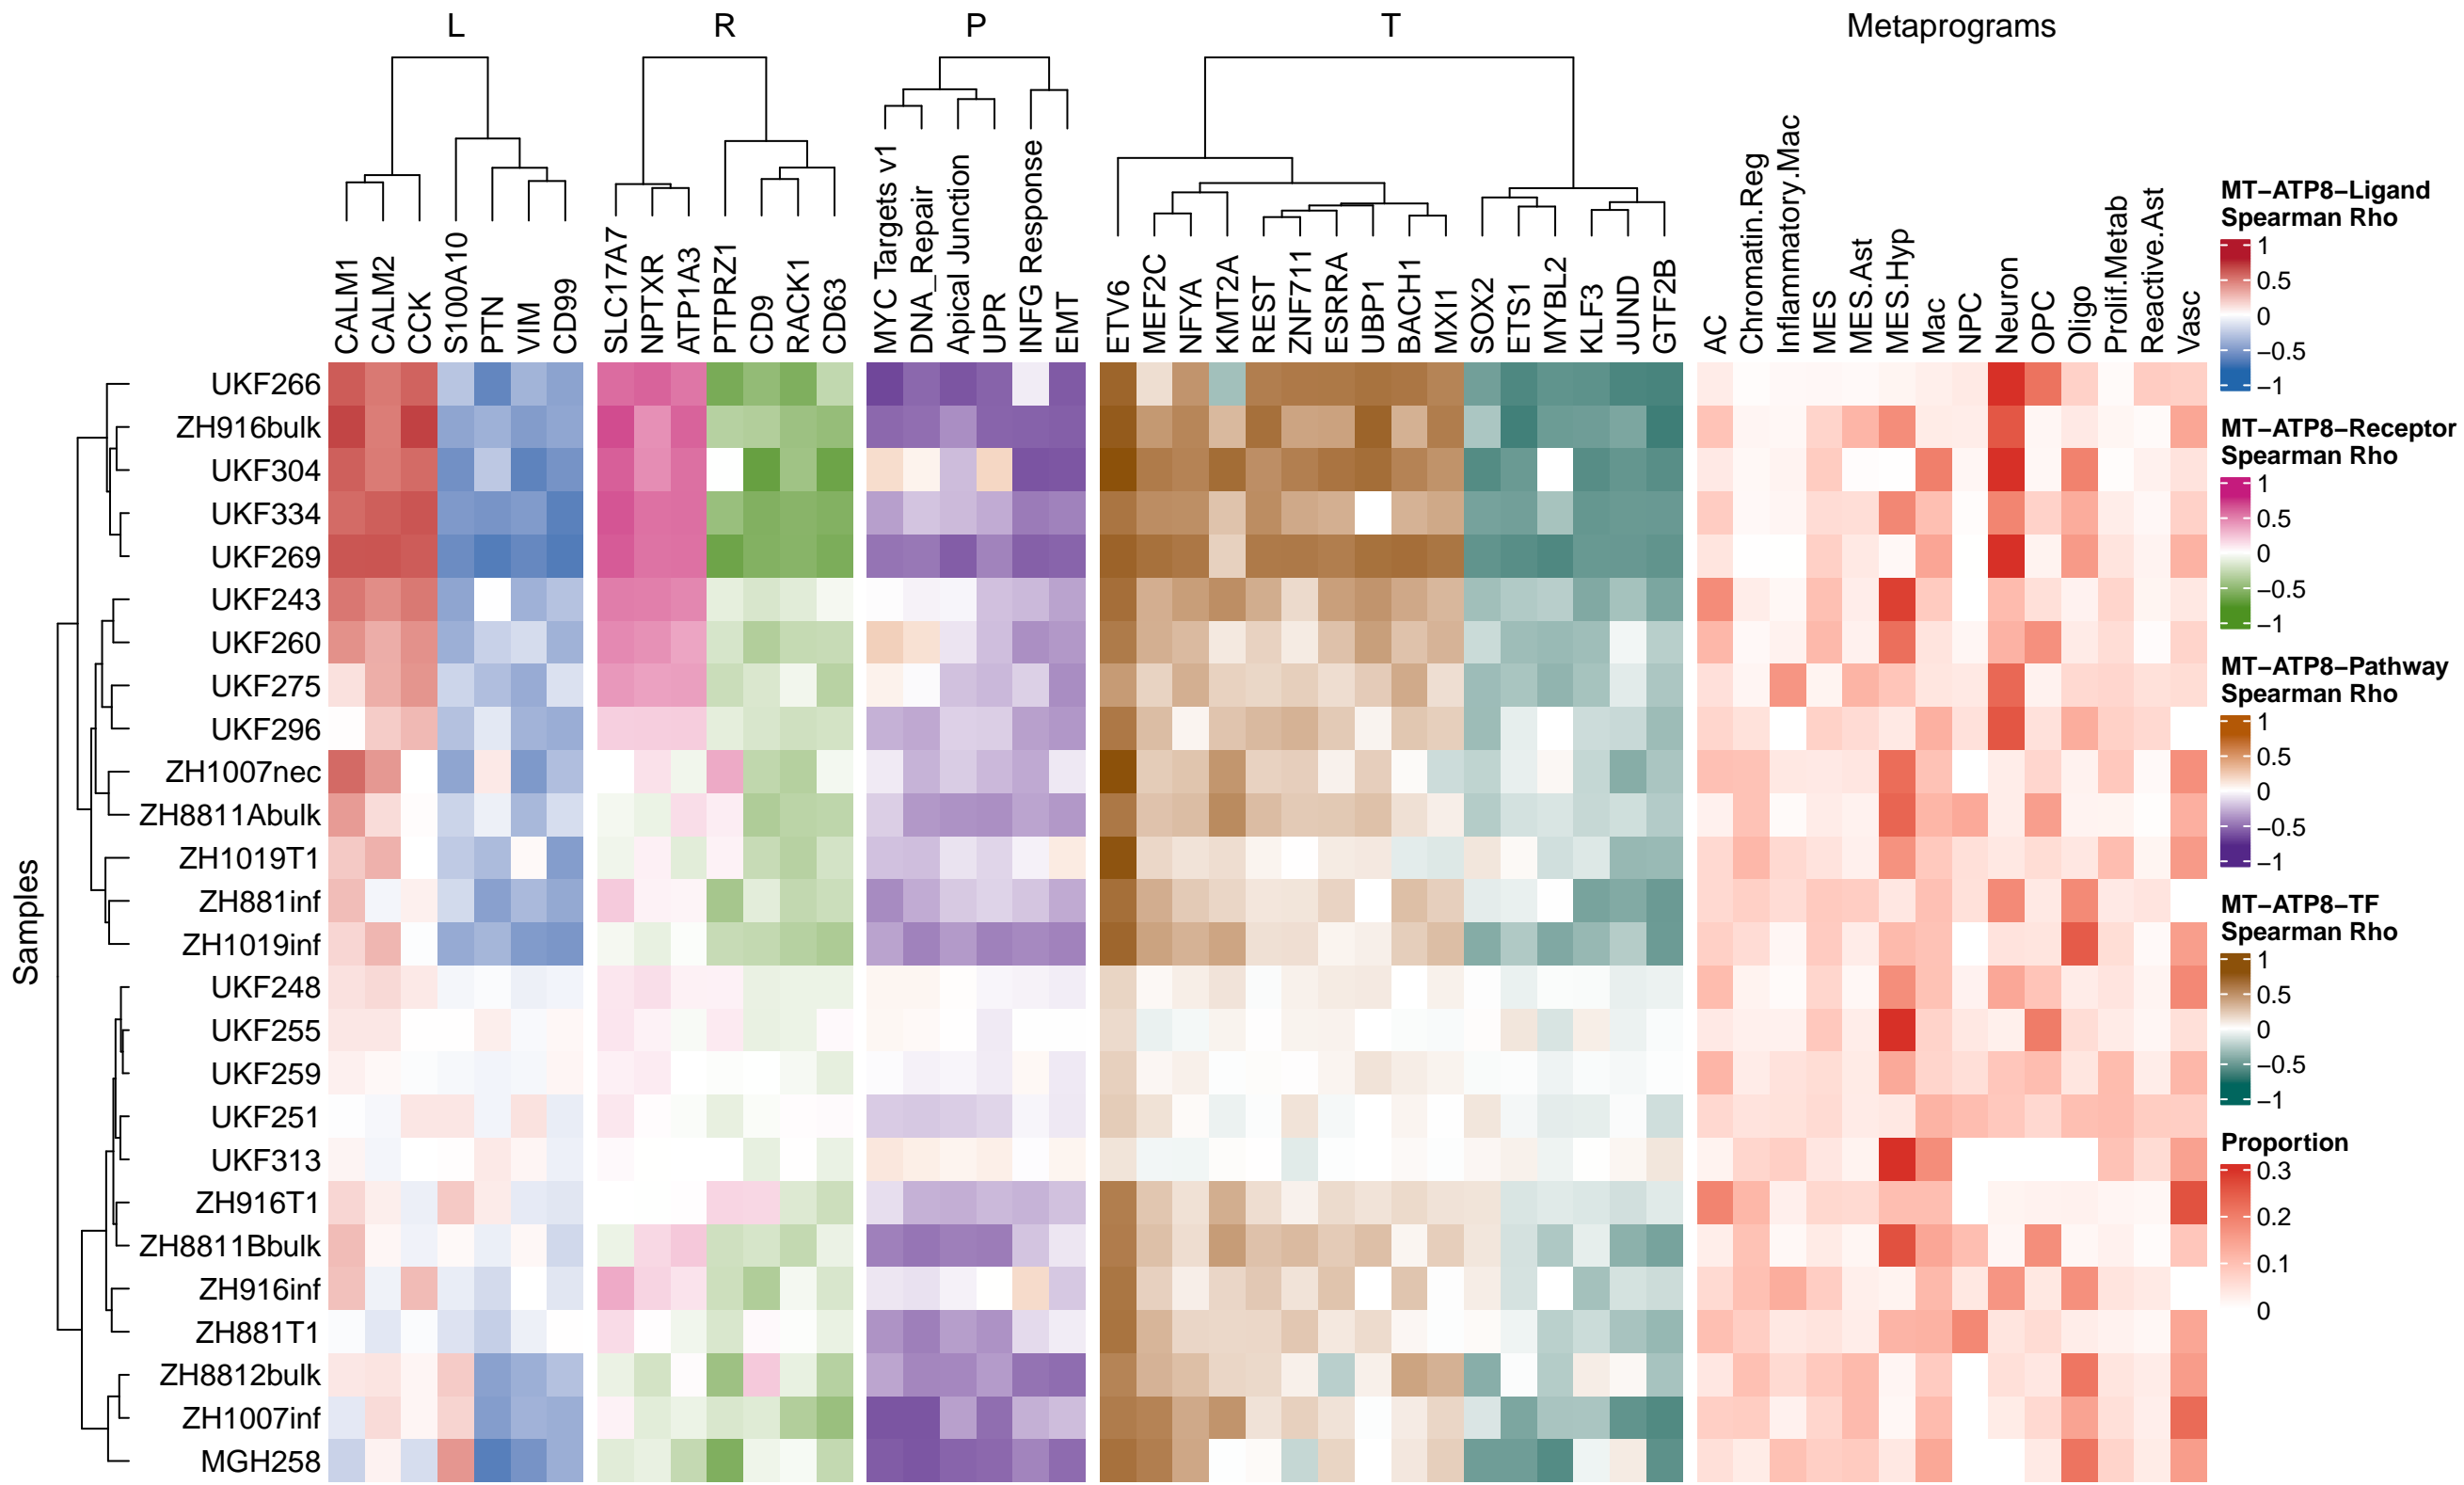 L
R
P
T
Metaprograms
CALM1
CALM2
CCK
S100A10
PTN
VIM
CD99
SLC17A7
NPTXR
ATP1A3
PTPRZ1
CD9
RACK1
CD63
MYC Targets v1
DNA_Repair
Apical Junction
UPR
INFG Response
EMT
ETV6
MEF2C
NFYA
KMT2A
REST
ZNF711
ESRRA
UBP1
BACH1
MXI1
SOX2
ETS1
MYBL2
KLF3
JUND
GTF2B
AC
Chromatin.Reg
Inflammatory.Mac
MES
MES.Ast
MES.Hyp
Mac
NPC
Neuron
OPC
Oligo
Prolif.Metab
Reactive.Ast
Vasc
Samples
UKF266
ZH916bulk
UKF304
UKF334
UKF269
UKF243
UKF260
UKF275
UKF296
ZH1007nec
ZH8811Abulk
ZH1019T1
ZH881inf
ZH1019inf
UKF248
UKF255
UKF259
UKF251
UKF313
ZH916T1
ZH8811Bbulk
ZH916inf
ZH881T1
ZH8812bulk
ZH1007inf
MGH258
MT−ATP8−Ligand
Spearman Rho
1
0.5
0
−0.5
−1
MT−ATP8−Receptor
Spearman Rho
1
0.5
0
−0.5
−1
MT−ATP8−Pathway
Spearman Rho
1
0.5
0
−0.5
−1
MT−ATP8−TF
Spearman Rho
1
0.5
0
−0.5
−1
Proportion
0.3
0.2
0.1
0